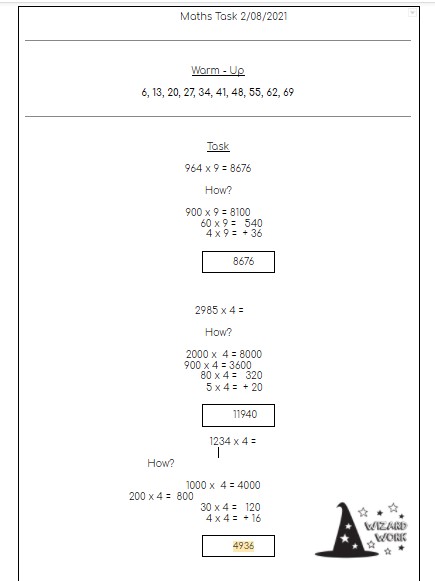 Maths Task 2/08/2021
Warm - Up
6, 13, 20, 27, 34, 41, 48, 55, 62, 69
Task
964 x 9 = 8676
How?
900 x 9 = 8100
60 x 9 = 540
4 x 9 = + 36
8676
2985 x 4 =
How?
2000 x 4 = 8000
900 x 4 = 3600
80 x 4 = 320
5 x 4 = + 20
11940
1234 x 4 =
How?
1000 x 4 = 4000
200 x 4 = 800
30 x 4 = 120
4 x 4 = + 16
4936
WIZARD
WORK